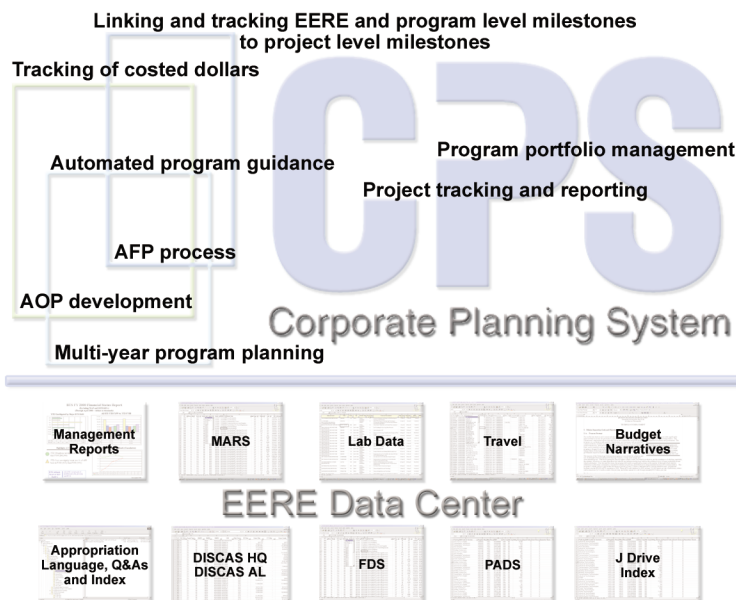 Linking and tracking EERE and program level milestones
to project level milestones
Tracking of costed dollars
CPS
Program portfolio management
Automated program guidance
Project tracking and reporting
AFP process
AOP development
Corporate Planning System
Multi-year program planning
Management
Reports
MARS
Lab Data
Travel
Budget
Narratives
EERE Data Center
Appropriation
Language, Q&As
and Index
DISCAS HQ
DISCAS AL
FDS
PADS
J Drive
Index